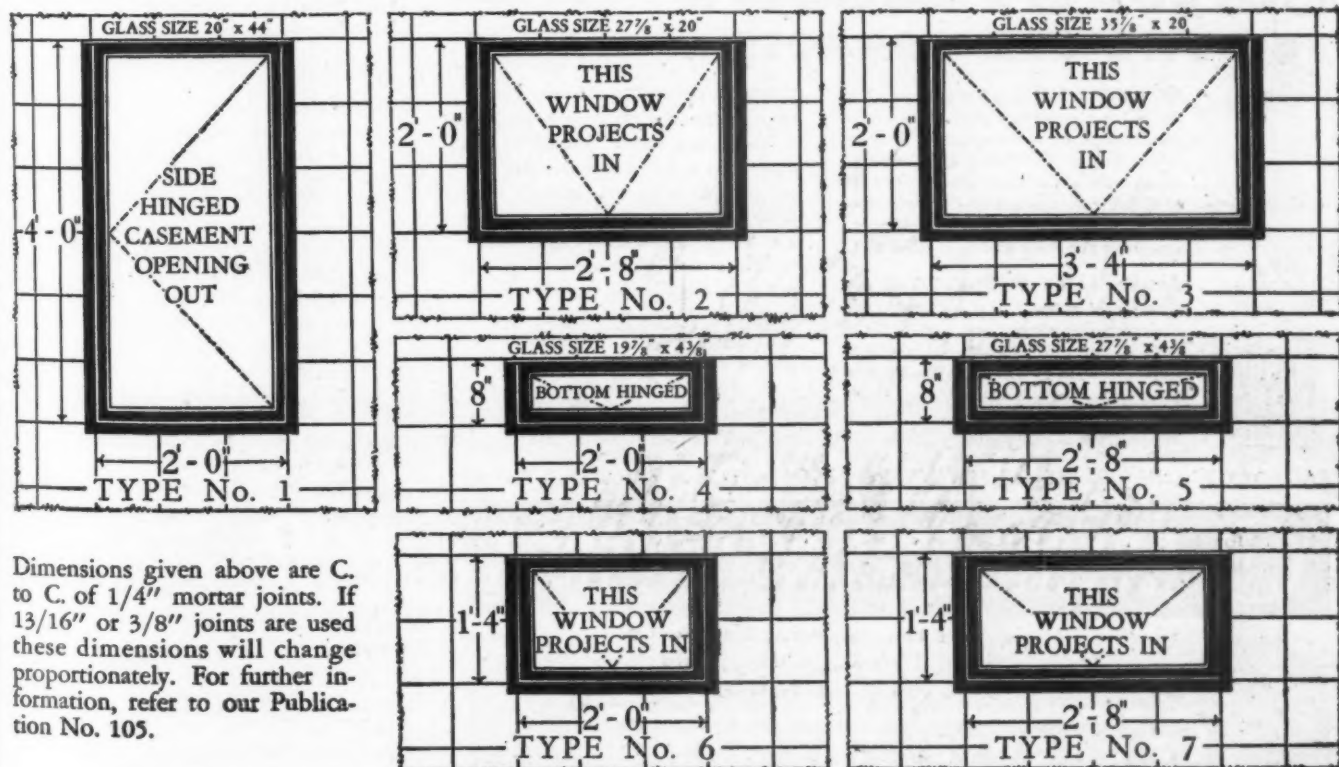 GLASS SIZE 20" x 44"
4'-0"
SIDE
HINGED
CASEMENT
OPENING
OUT
2'-0"
TYPE No. 1
GLASS SIZE 27⅞" x 20"
2'-0"
THIS
WINDOW
PROJECTS
IN
2'-8"
TYPE No. 2
GLASS SIZE 35⅞" x 20"
2'-0"
THIS
WINDOW
PROJECTS
IN
3'-4"
TYPE No. 3
GLASS SIZE 19⅞" x 4⅜"
8"
BOTTOM HINGED
2'-0"
TYPE No. 4
GLASS SIZE 27⅞" x 4⅜"
8"
BOTTOM HINGED
2'-8"
TYPE No. 5
1'-4"
THIS
WINDOW
PROJECTS IN
2'-0"
TYPE No. 6
1'-4"
THIS
WINDOW
PROJECTS IN
2'-8"
TYPE No. 7
Dimensions given above are C.
to C. of 1/4" mortar joints. If
13/16" or 3/8" joints are used
these dimensions will change
proportionately. For further in-
formation, refer to our Publica-
tion No. 105.